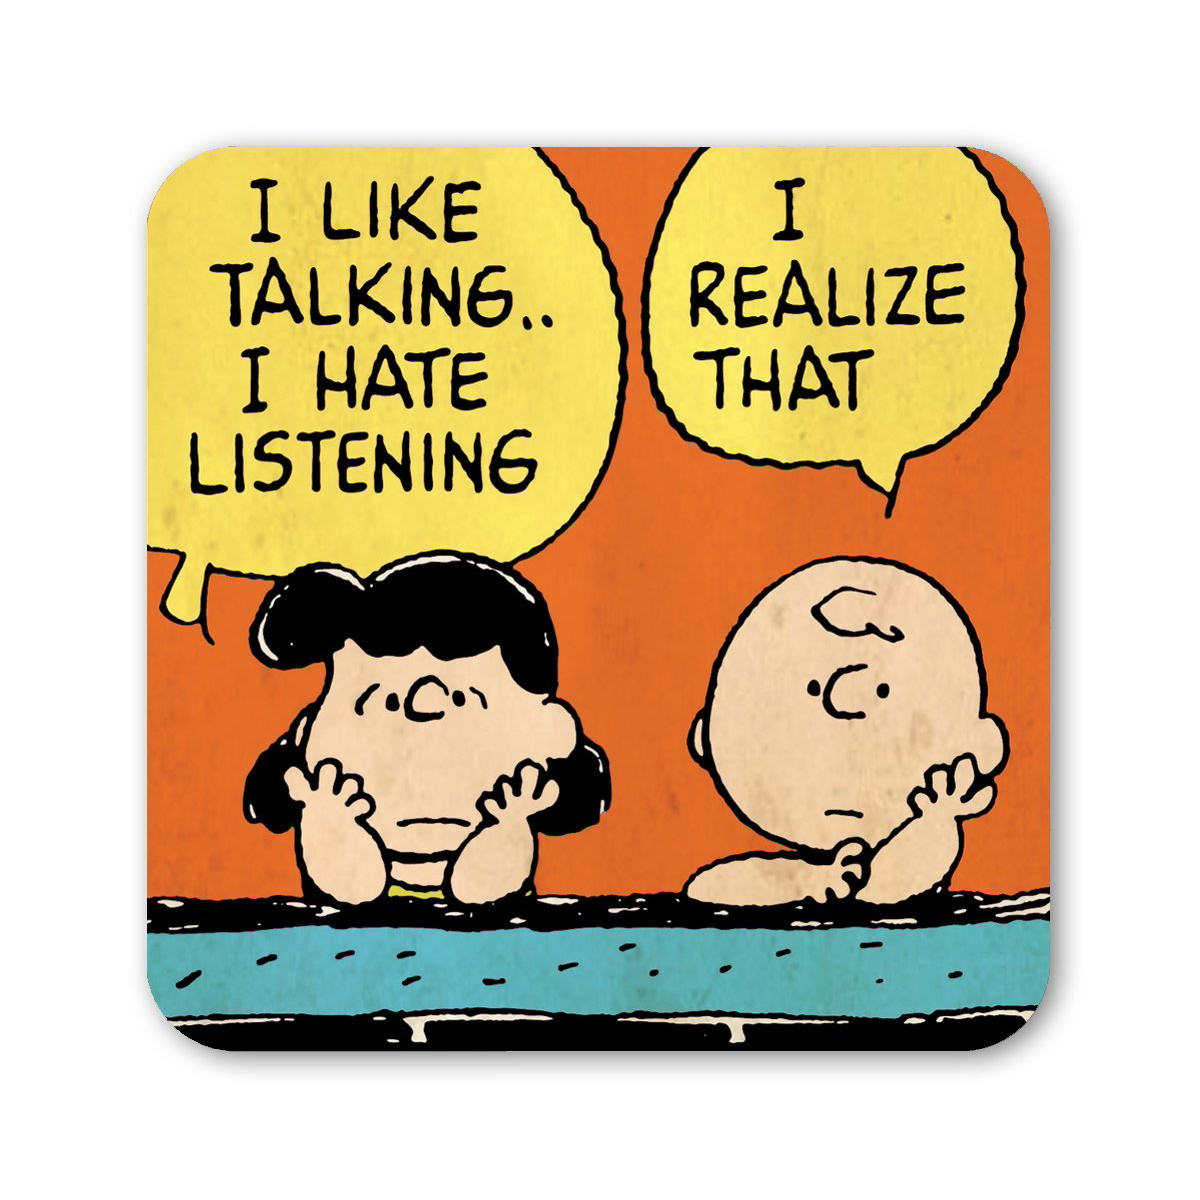 I LIKE
TALKING..
I HATE
LISTENING
I
REALIZE
THAT